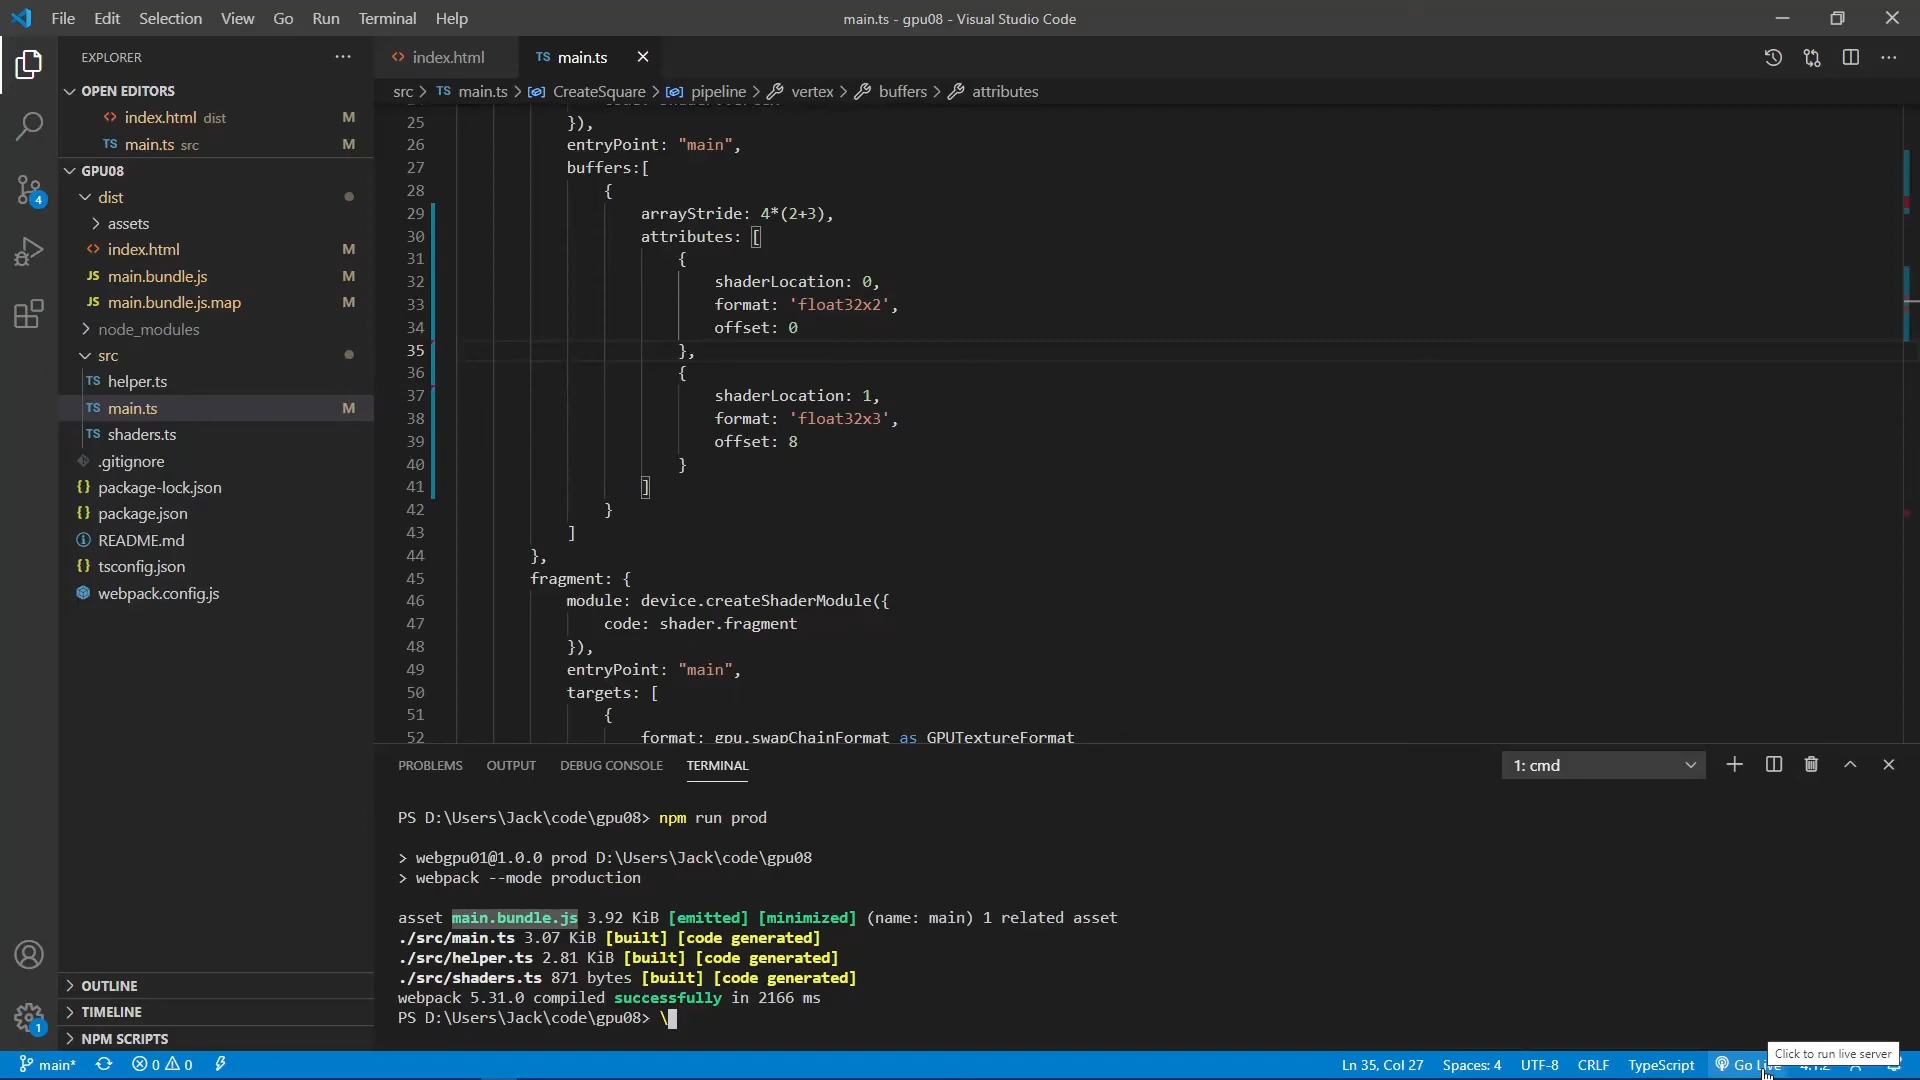 File Edit Selection View Go Run Terminal Help
main.ts - gpu08 - Visual Studio Code
EXPLORER
OPEN EDITORS
index.html dist M
TS main.ts src M
GPU08
dist
assets
index.html M
JS main.bundle.js M
JS main.bundle.js.map M
node_modules
src
TS helper.ts
TS main.ts M
TS shaders.ts
.gitignore
package-lock.json
package.json
README.md
tsconfig.json
webpack.config.js
OUTLINE
TIMELINE
NPM SCRIPTS
4
1
index.html
TS main.ts
src > TS main.ts > CreateSquare > pipeline > vertex > buffers > attributes
25 }),
26 entryPoint: "main",
27 buffers:[
28 {
29 arrayStride: 4*(2+3),
30 attributes: [
31 {
32 shaderLocation: 0,
33 format: 'float32x2',
34 offset: 0
35 },
36 {
37 shaderLocation: 1,
38 format: 'float32x3',
39 offset: 8
40 }
41 ]
42 }
43 ]
44 },
45 fragment: {
46 module: device.createShaderModule({
47 code: shader.fragment
48 }),
49 entryPoint: "main",
50 targets: [
51 {
52 format: gpu.swapChainFormat as GPUTextureFormat
PROBLEMS OUTPUT DEBUG CONSOLE TERMINAL
1: cmd
PS D:\Users\Jack\code\gpu08> npm run prod
> webgpu01@1.0.0 prod D:\Users\Jack\code\gpu08
> webpack --mode production
asset main.bundle.js 3.92 KiB [emitted] [minimized] (name: main) 1 related asset
./src/main.ts 3.07 KiB [built] [code generated]
./src/helper.ts 2.81 KiB [built] [code generated]
./src/shaders.ts 871 bytes [built] [code generated]
webpack 5.31.0 compiled successfully in 2166 ms
PS D:\Users\Jack\code\gpu08> \
Click to run live server
main* 0 0 Ln 35, Col 27 Spaces: 4 UTF-8 CRLF TypeScript Go Live